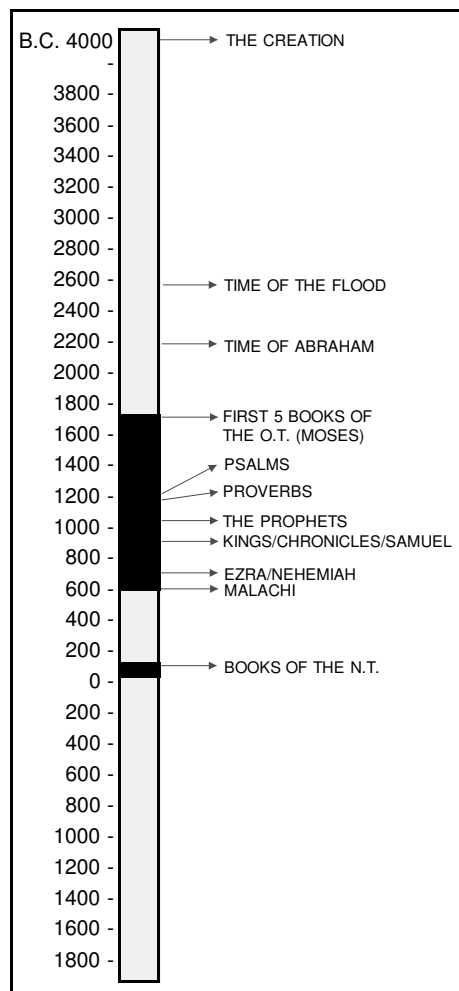 B.C. 4000 - THE CREATION
3800 -
3600 -
3400 -
3200 -
3000 -
2800 -
2600 - TIME OF THE FLOOD
2400 -
2200 - TIME OF ABRAHAM
2000 -
1800 -
FIRST 5 BOOKS OF
1600 - THE O.T. (MOSES)
1400 - PSALMS
1200 - PROVERBS
1000 - THE PROPHETS
KINGS/CHRONICLES/SAMUEL
800 -
EZRA/NEHEMIAH
600 - MALACHI
400 -
200 -
BOOKS OF THE N.T.
0 -
200 -
400 -
600 -
800 -
1000 -
1200 -
1400 -
1600 -
1800 -